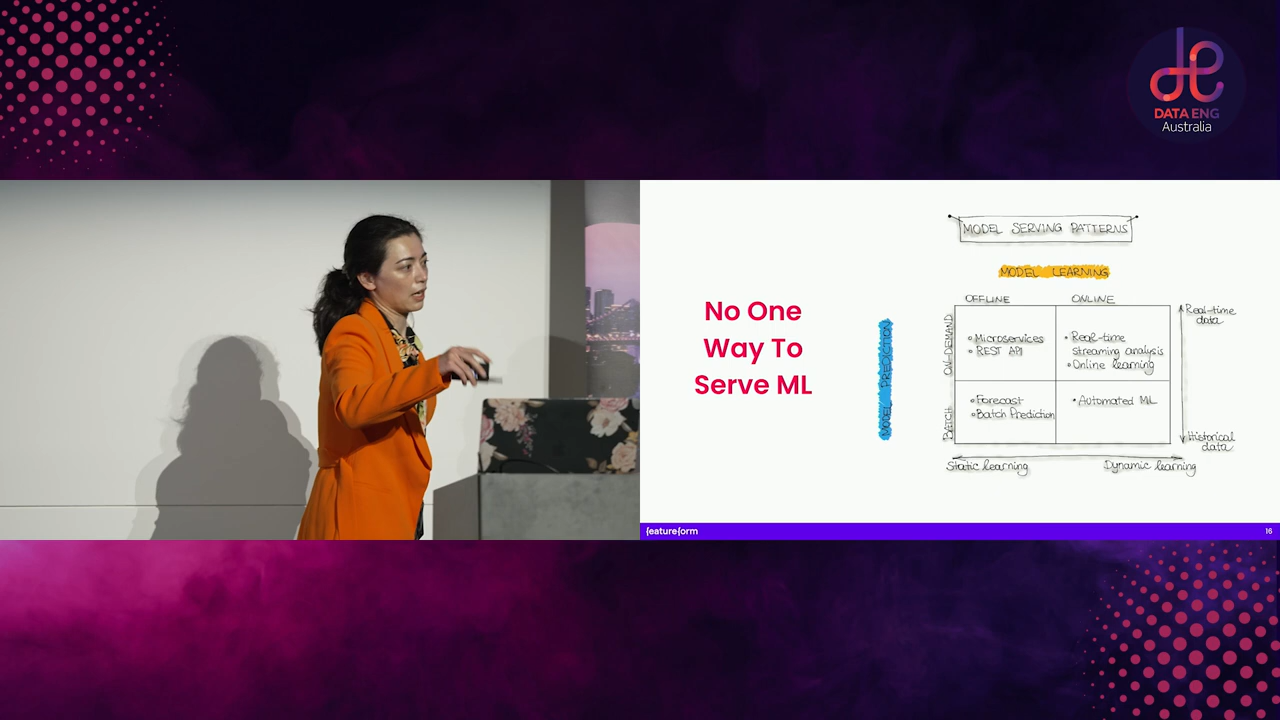 DATA ENG
Australia
No One
Way To
Serve ML
MODEL SERVING PATTERNS
MODEL LEARNING
OFFLINE
ONLINE
MODEL PREDICTION
ON-DEMAND
BATCH
Microservices
REST API
Real-time
streaming analysis
Online learning
Forecast
Batch Prediction
Automated ML
Real-time
data
Historical
data
Static learning
Dynamic learning
featureform
16